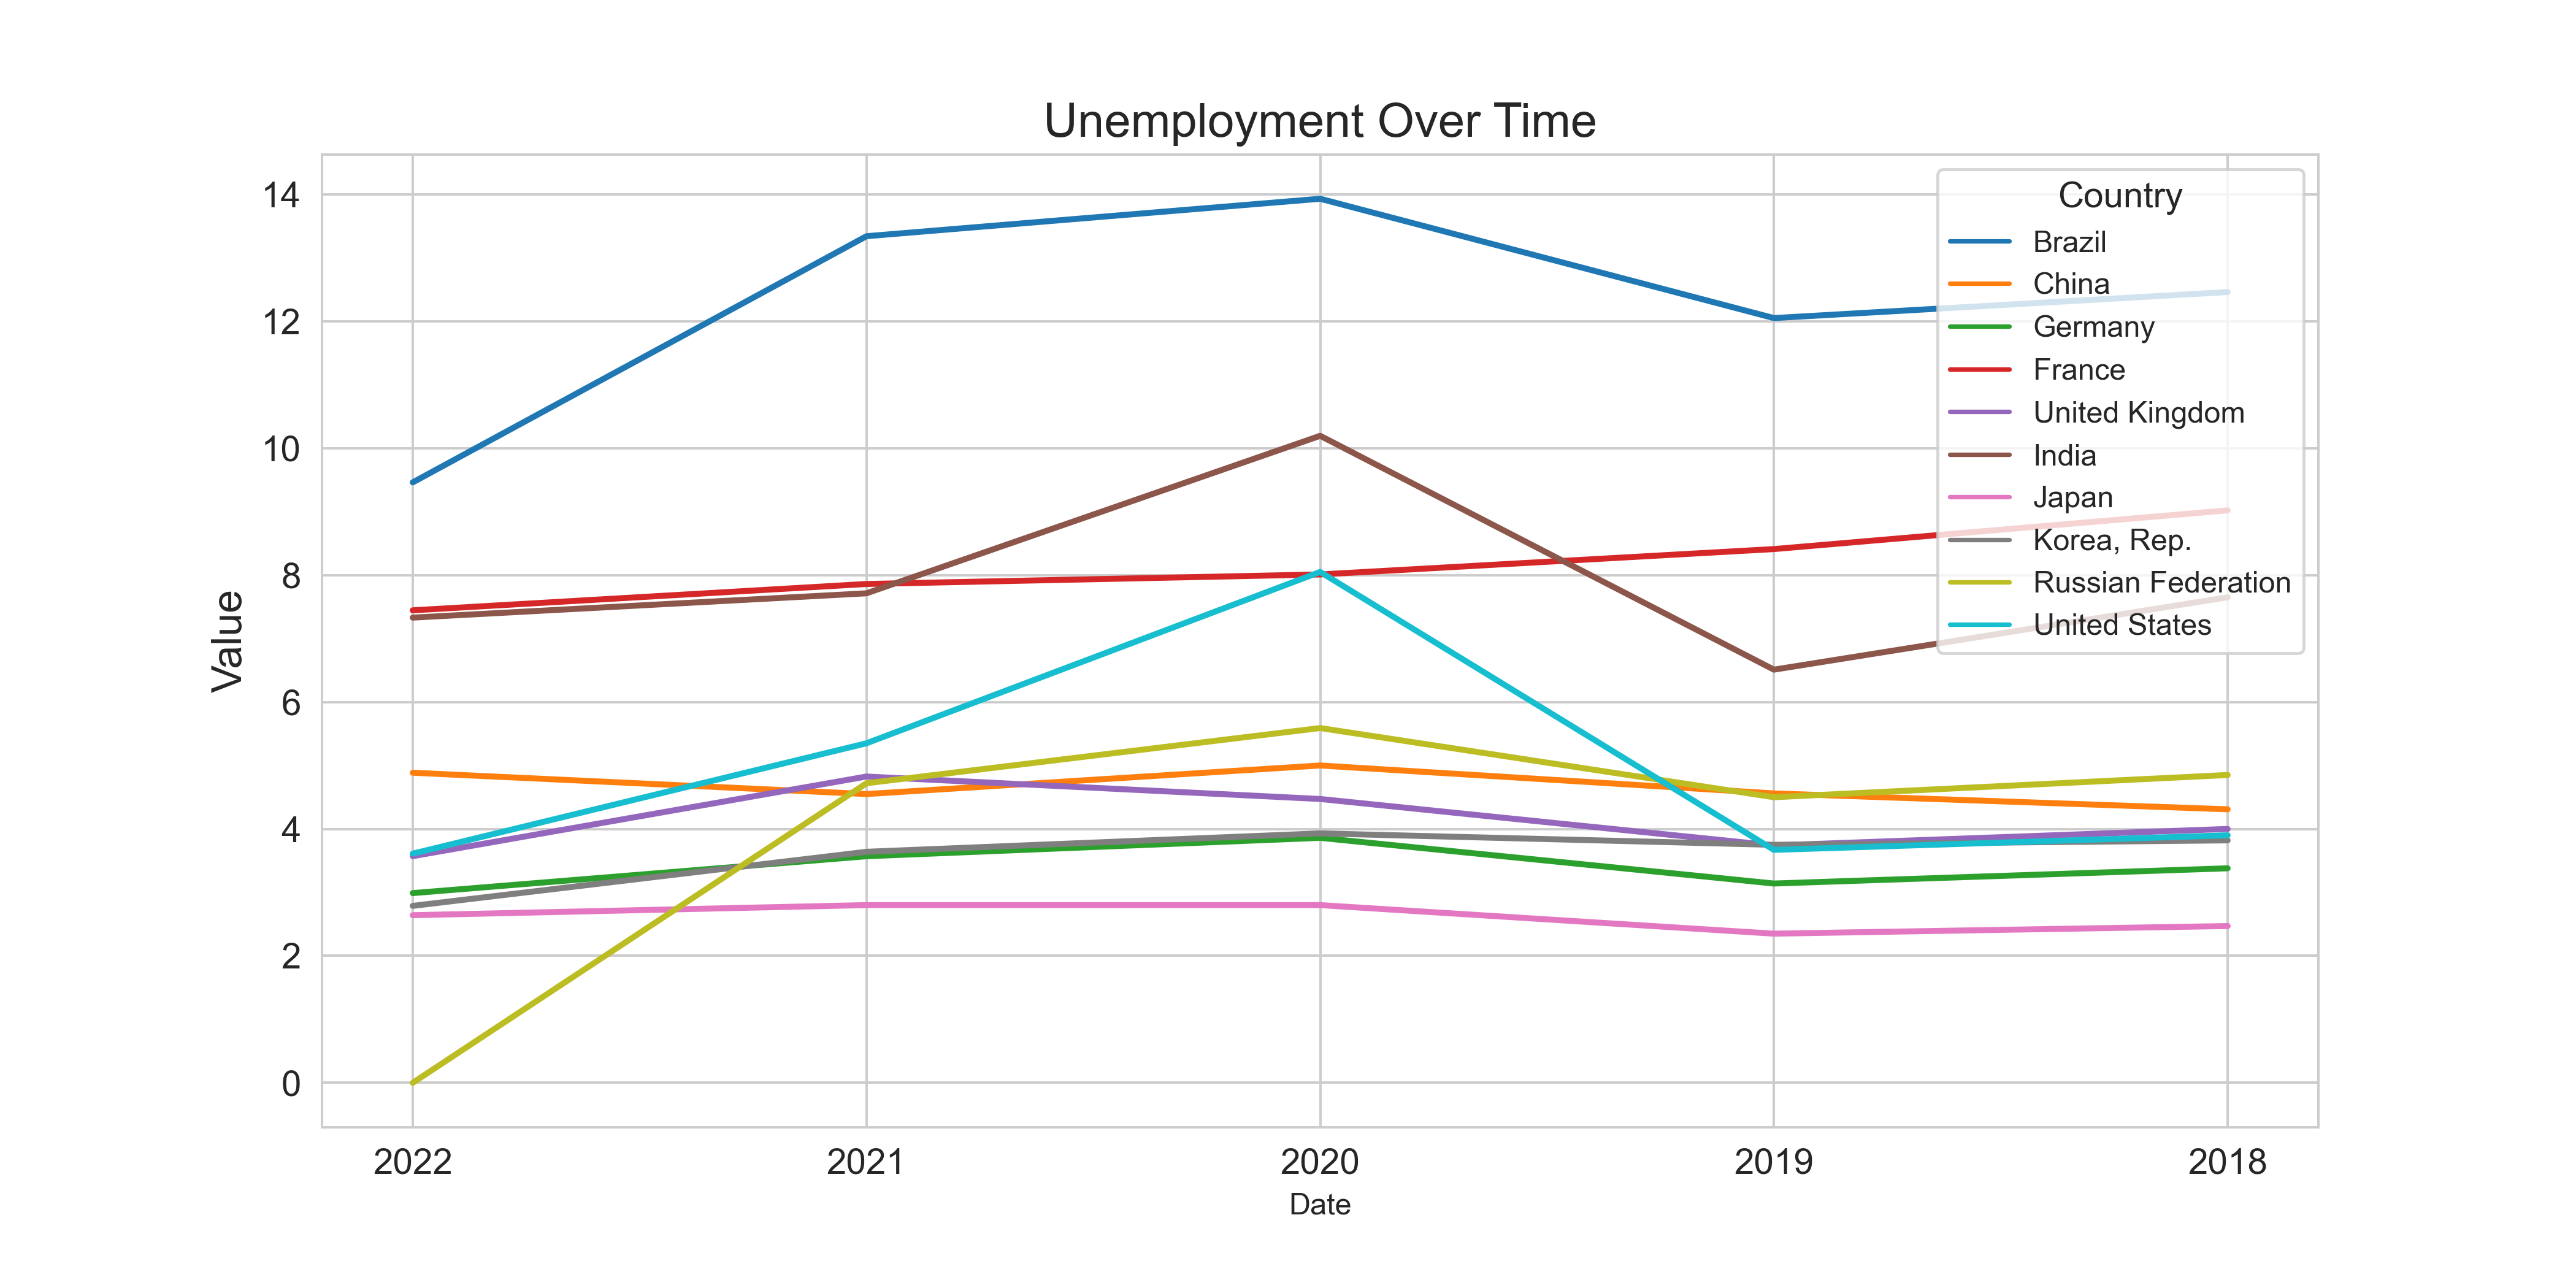 Unemployment Over Time
Value
14
12
10
8
6
4
2
0
Country
Brazil
China
Germany
France
United Kingdom
India
Japan
Korea, Rep.
Russian Federation
United States
2022 2021 2020 2019 2018
Date